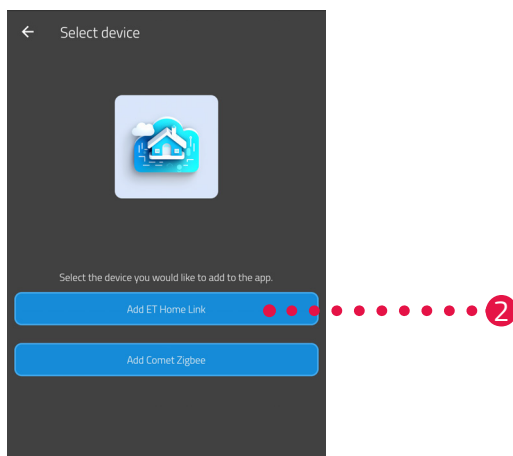 Select device
Select the device you would like to add to the app.
Add ET Home Link
2
Add Comet Zigbee